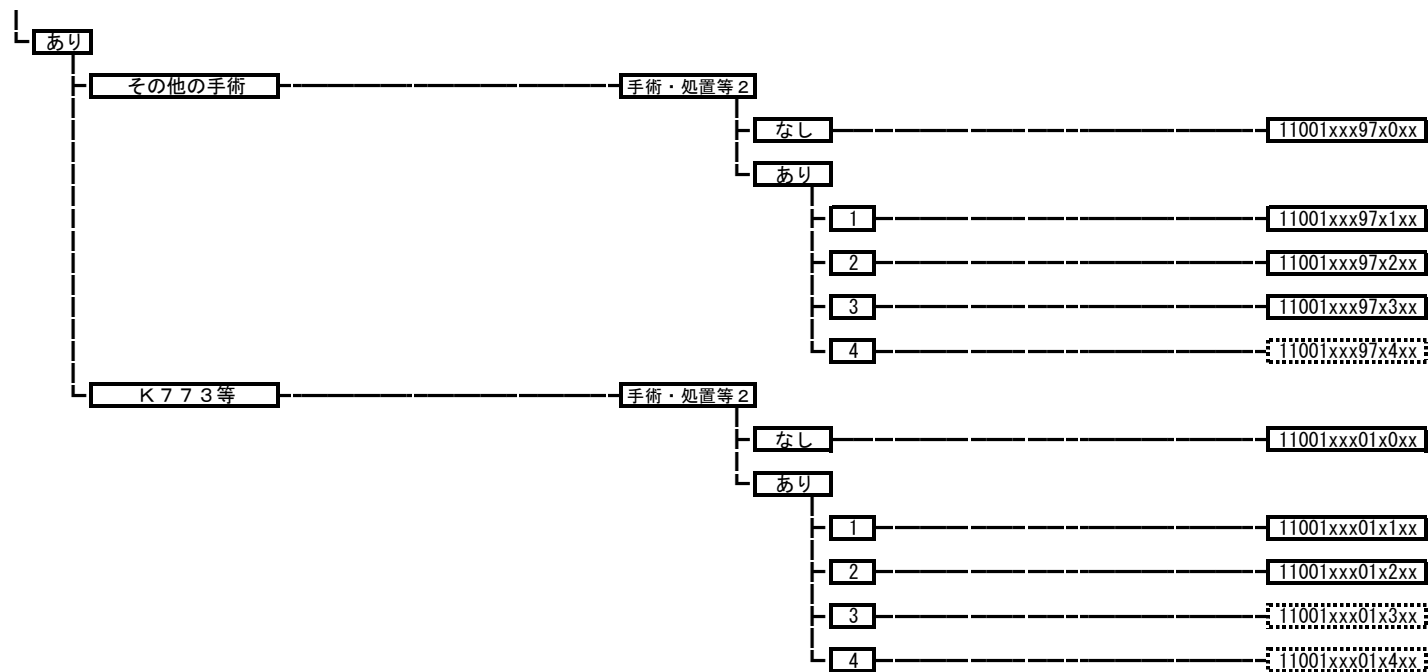 あり
その他の手術 手術・処置等2
なし 11001xxx97x0xx
あり
1 11001xxx97x1xx
2 11001xxx97x2xx
3 11001xxx97x3xx
4 11001xxx97x4xx
K773等 手術・処置等2
なし 11001xxx01x0xx
あり
1 11001xxx01x1xx
2 11001xxx01x2xx
3 11001xxx01x3xx
4 11001xxx01x4xx